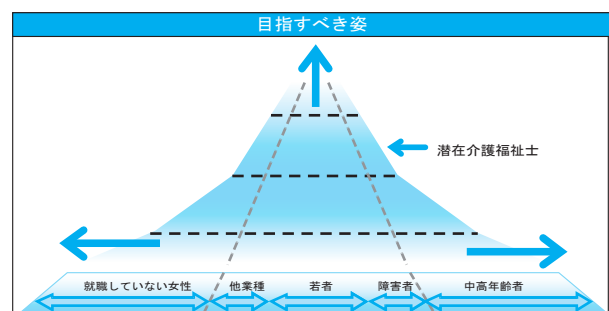 目指すべき姿
潜在介護福祉士
就職していない女性
他業種
若者
障害者
中高年齢者